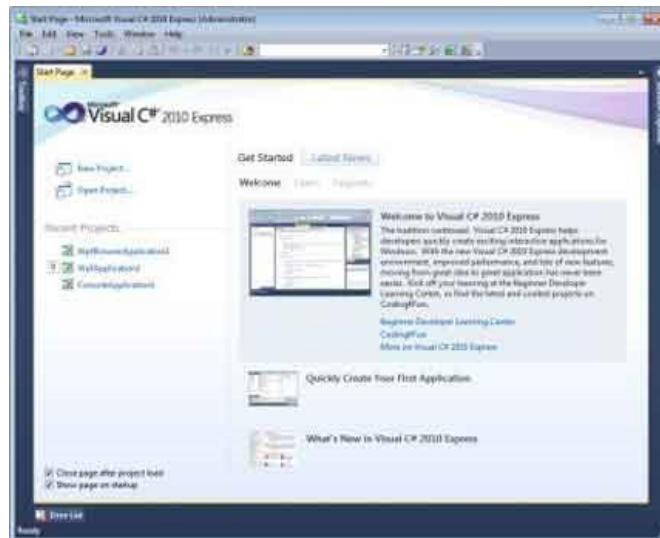 Start Page - Microsoft Visual C# 2010 Express (Administrator)
File Edit View Tools Window Help
Start Page
Toolbox
Microsoft
Visual C# 2010 Express
New Project...
Open Project...
Recent Projects
WpfBrowserApplication1
WpfApplication1
ConsoleApplication1
Get Started Latest News
Welcome Learn Upgrade
Welcome to Visual C# 2010 Express
The tradition continues! Visual C# 2010 Express helps
developers quickly create exciting interactive applications for
Windows. With the new Visual C# 2010 Express development
environment, improved performance, and lots of new features,
moving from great idea to great application has never been
easier. Kick off your learning at the Beginner Developer
Learning Center, or find the latest and coolest projects on
Coding4Fun.
Beginner Developer Learning Center
Coding4Fun
More on Visual C# 2010 Express
Quickly Create Your First Application
What's New in Visual C# 2010 Express
Close page after project load
Show page on startup
Error List
Ready